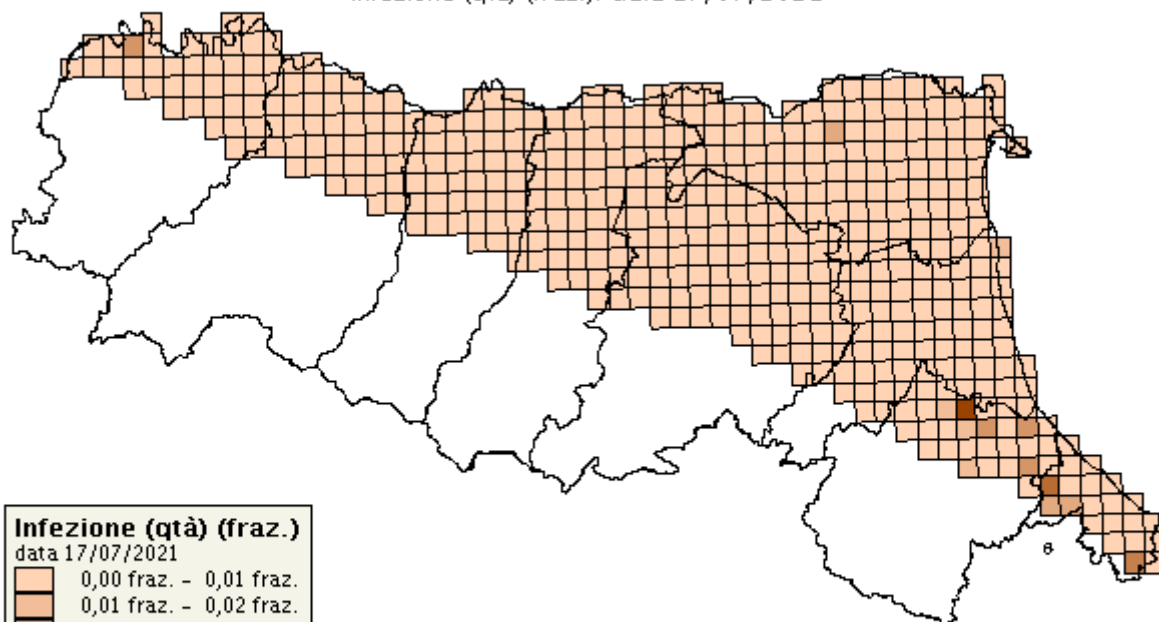 Infezione (qtà) (fraz.)
data 17/07/2021
0,00 fraz. - 0,01 fraz.
0,01 fraz. - 0,02 fraz.